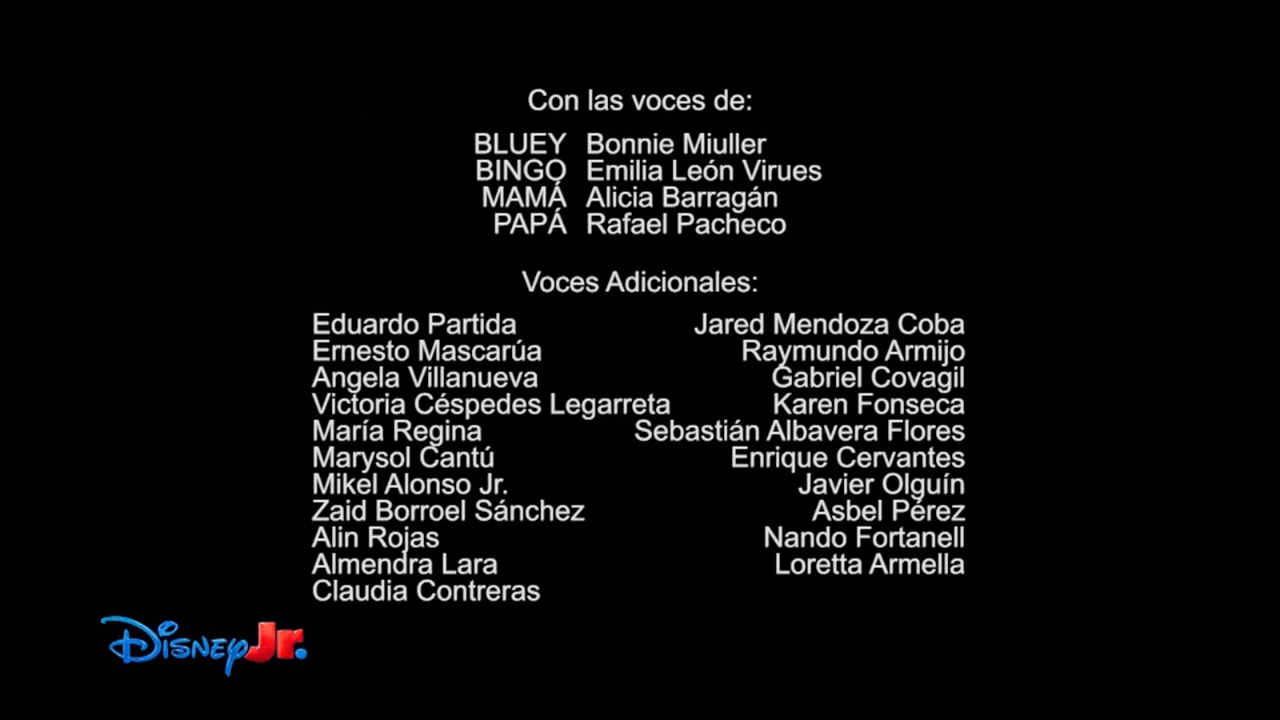 Con las voces de:
BLUEY Bonnie Miuller
BINGO Emilia León Virues
MAMÁ Alicia Barragán
PAPÁ Rafael Pacheco
Voces Adicionales:
Eduardo Partida Jared Mendoza Coba
Ernesto Mascarúa Raymundo Armijo
Angela Villanueva Gabriel Covagil
Victoria Céspedes Legarreta Karen Fonseca
María Regina Sebastián Albavera Flores
Marysol Cantú Enrique Cervantes
Mikel Alonso Jr. Javier Olguín
Zaid Borroel Sánchez Asbel Pérez
Alin Rojas Nando Fortanell
Almendra Lara Loretta Armella
Claudia Contreras
Disney Jr.